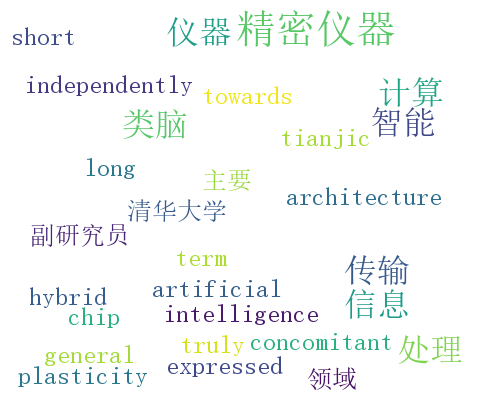 short 仪器 精密仪器
independently towards 计算
类脑 tianjic 智能
long 主要 architecture
清华大学
副研究员
term 传输
hybrid artificial 信息
chip intelligence
general truly concomitant 处理
plasticity expressed 领域